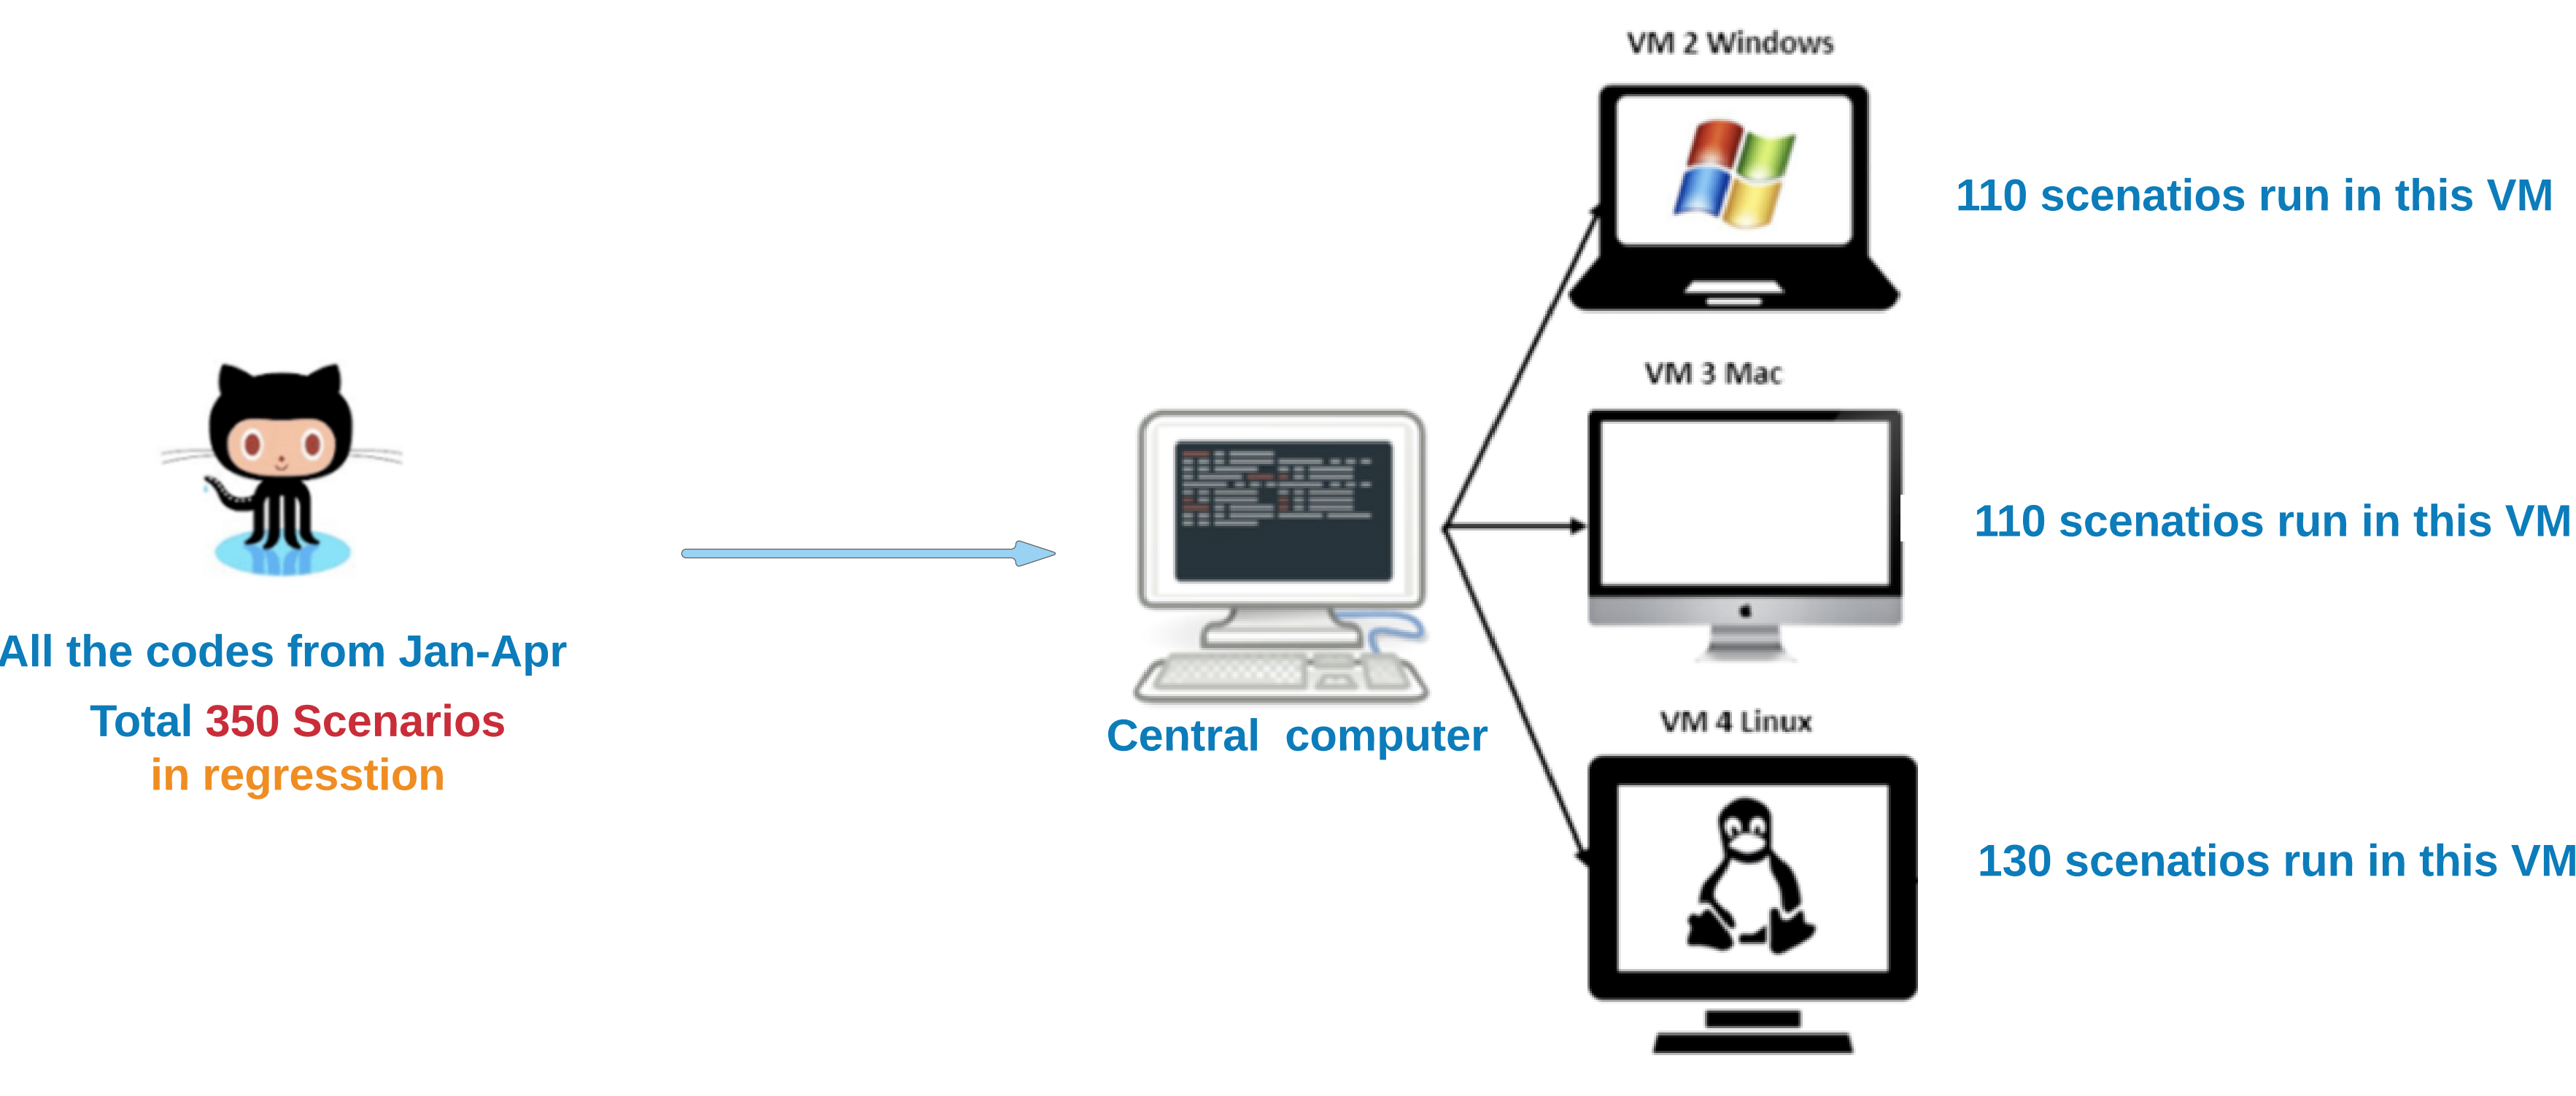 VM 2 Windows
110 scenatios run in this VM
VM 3 Mac
110 scenatios run in this VM
All the codes from Jan-Apr
Total 350 Scenarios
in regresstion
Central computer
VM 4 Linux
130 scenatios run in this VM